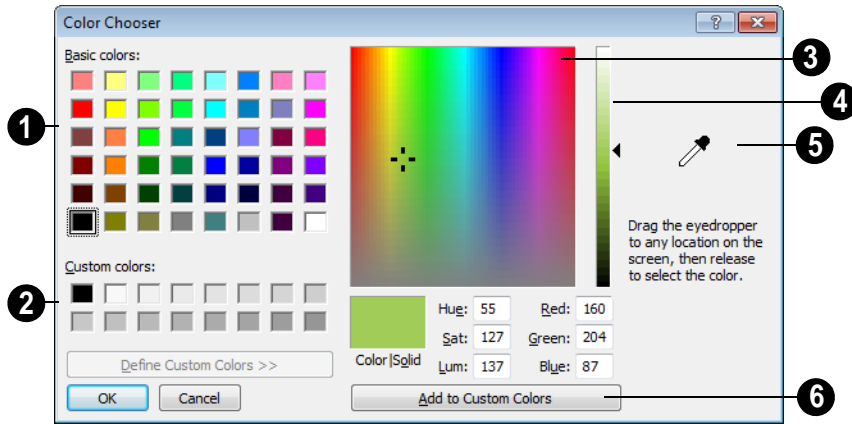 Color Chooser
?
Basic colors:
1
3
4
5
Drag the eyedropper
to any location on the
screen, then release
to select the color.
Custom colors:
2
Hue: 55 Red: 160
Sat: 127 Green: 204
Color|Solid Lum: 137 Blue: 87
Define Custom Colors >>
OK Cancel Add to Custom Colors 6